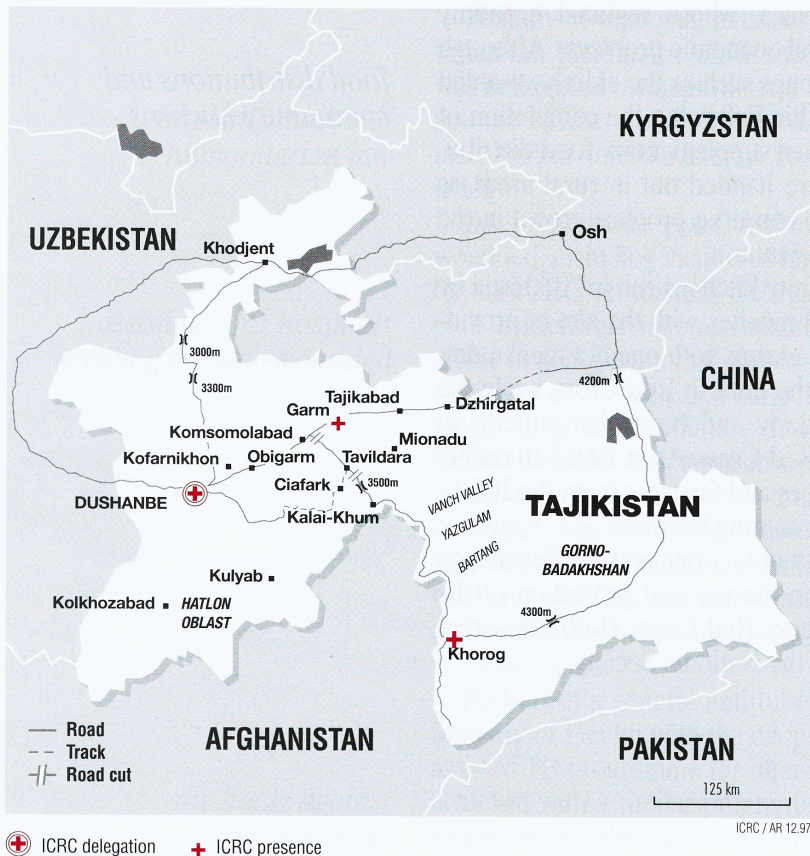 KYRGYZSTAN
UZBEKISTAN
Khodjent
Osh
3000m
3300m
4200m
CHINA
Tajikabad
Garm
Dzhirgatal
Komsomolabad
Mionadu
Kofarnikhon
Obigarm
Tavildara
Ciafark
3500m
DUSHANBE
Kalai-Khum
VANCH VALLEY
YAZGULAM
BARTANG
TAJIKISTAN
GORNO-
BADAKHSHAN
Kulyab
Kolkhozabad
HATLON
OBLAST
4300m
Khorog
Road
Track
Road cut
AFGHANISTAN
PAKISTAN
125 km
ICRC / AR 12.97
ICRC delegation
ICRC presence